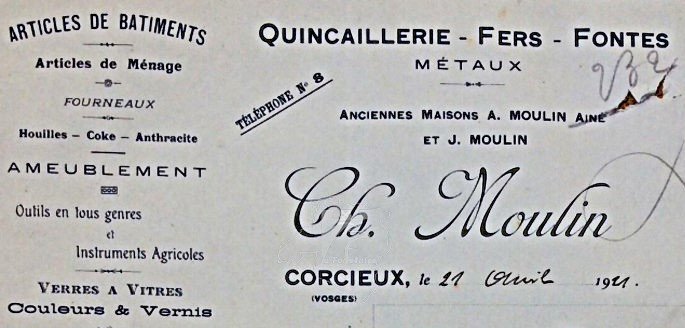 ARTICLES DE BATIMENTS
Articles de Ménage
FOURNEAUX
Houilles - Coke - Anthracite
AMEUBLEMENT
Outils en tous genres
et
Instruments Agricoles
VERRES A VITRES
Couleurs & Vernis
QUINCAILLERIE - FERS - FONTES
MÉTAUX
TÉLÉPHONE No 8
ANCIENNES MAISONS A. MOULIN AINÉ
ET J. MOULIN
Ch. Moulin
CORCIEUX, le 21 Avril 1921.
(VOSGES)